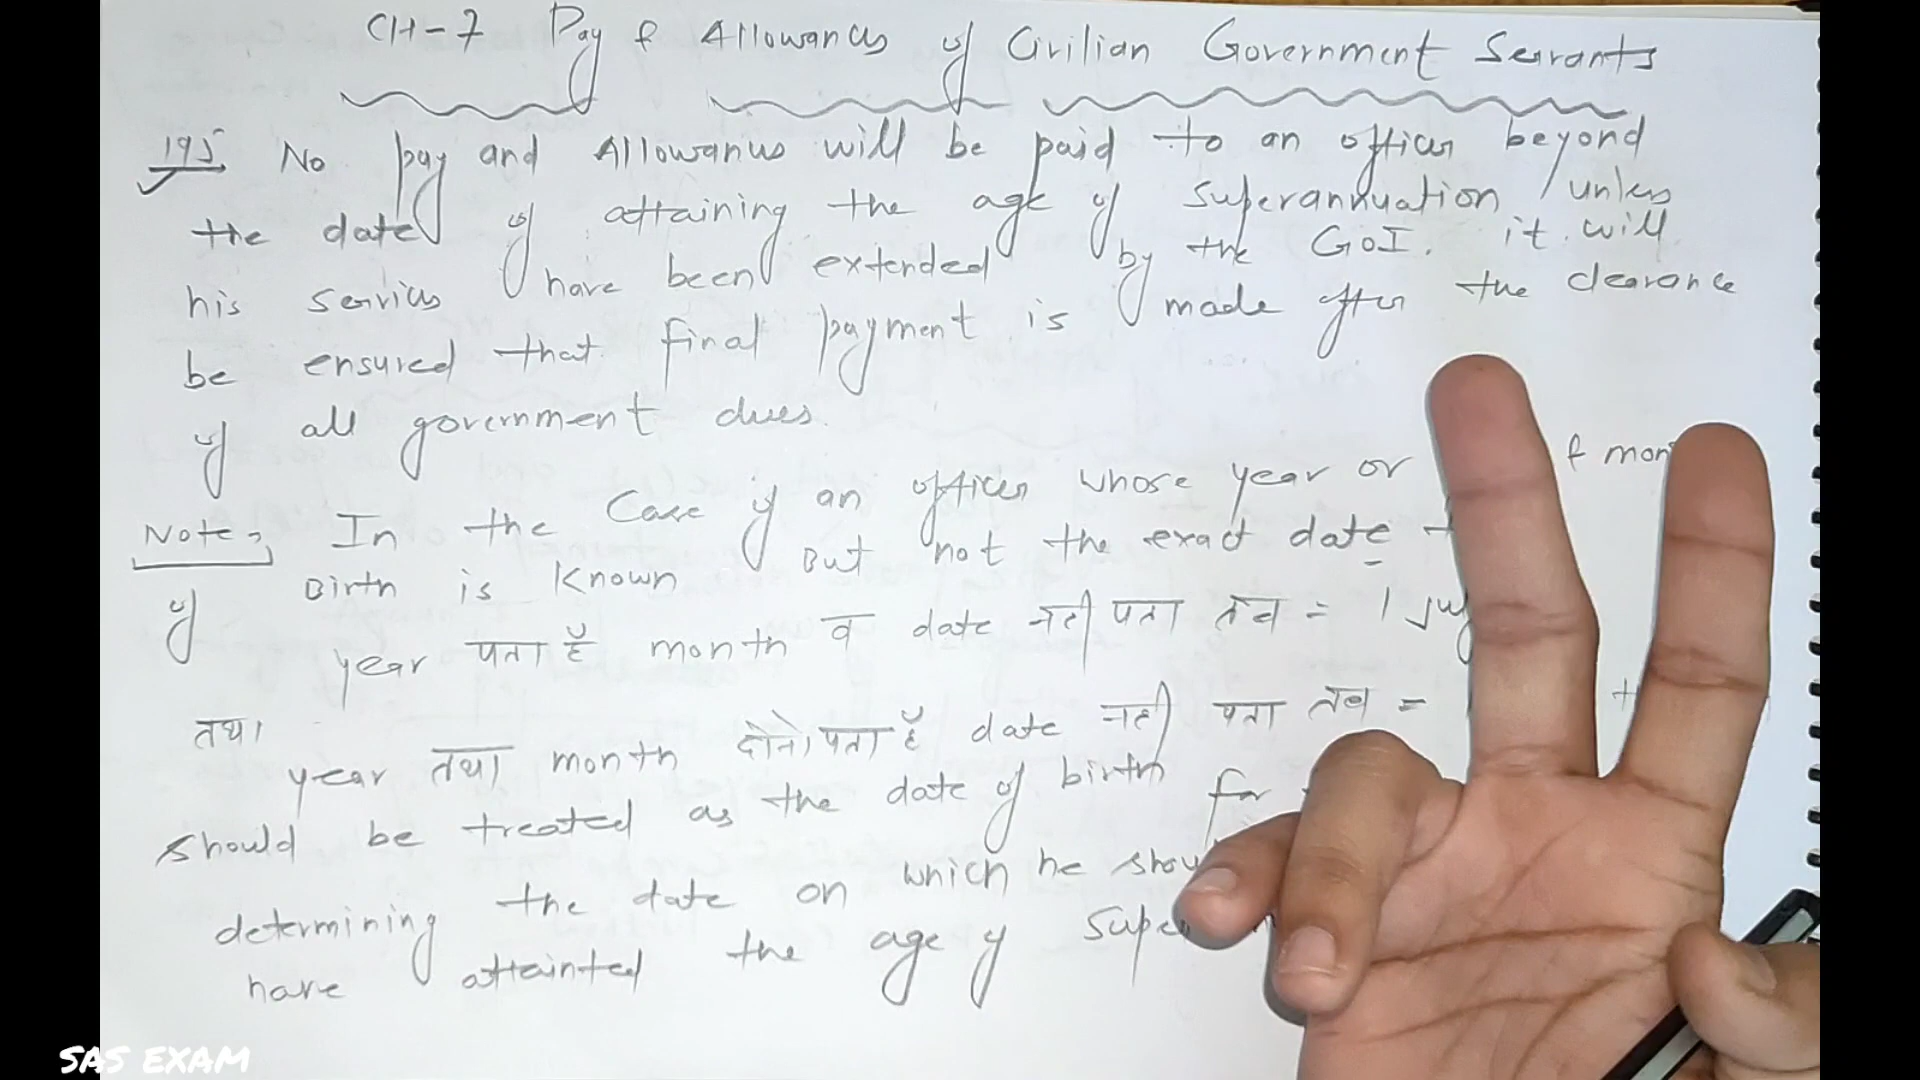 CH-7 Pay & Allowances of Civilian Government Servants
195 No pay and Allowances will be paid to an officer beyond
the date of attaining the age of superannuation unless
his services have been extended by the GOI. it will
be ensured that final payment is made after the clearance
of all government dues.
Note: In the Case of an officer whose year or & mon
of Birth is Known But not the exact date
year पता है month व date नही पता तब = 1 July
तथा
year तथा month दोनो पता है date नही पता तब =
should be treated as the date of birth for
determining the date on which he shou
have attainted the age of supe
SAS EXAM